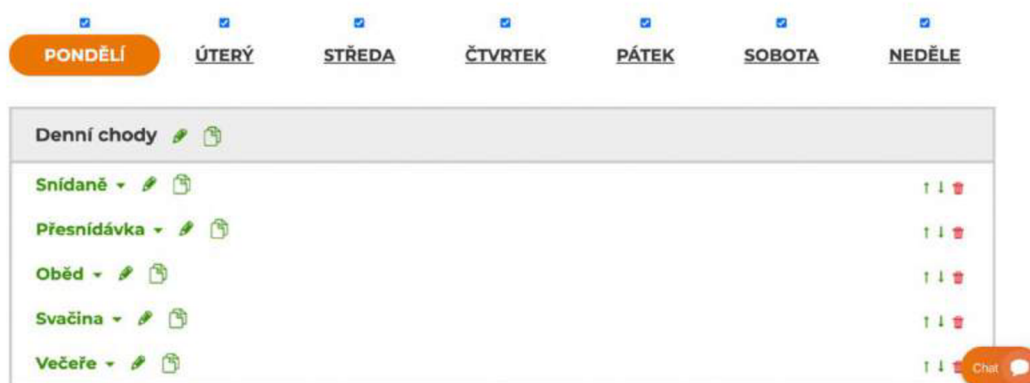 PONDĚLÍ ÚTERÝ STŘEDA ČTVRTEK PÁTEK SOBOTA NEDĚLE
Denní chody
Snídaně
Přesnídávka
Oběd
Svačina
Večeře
Chat